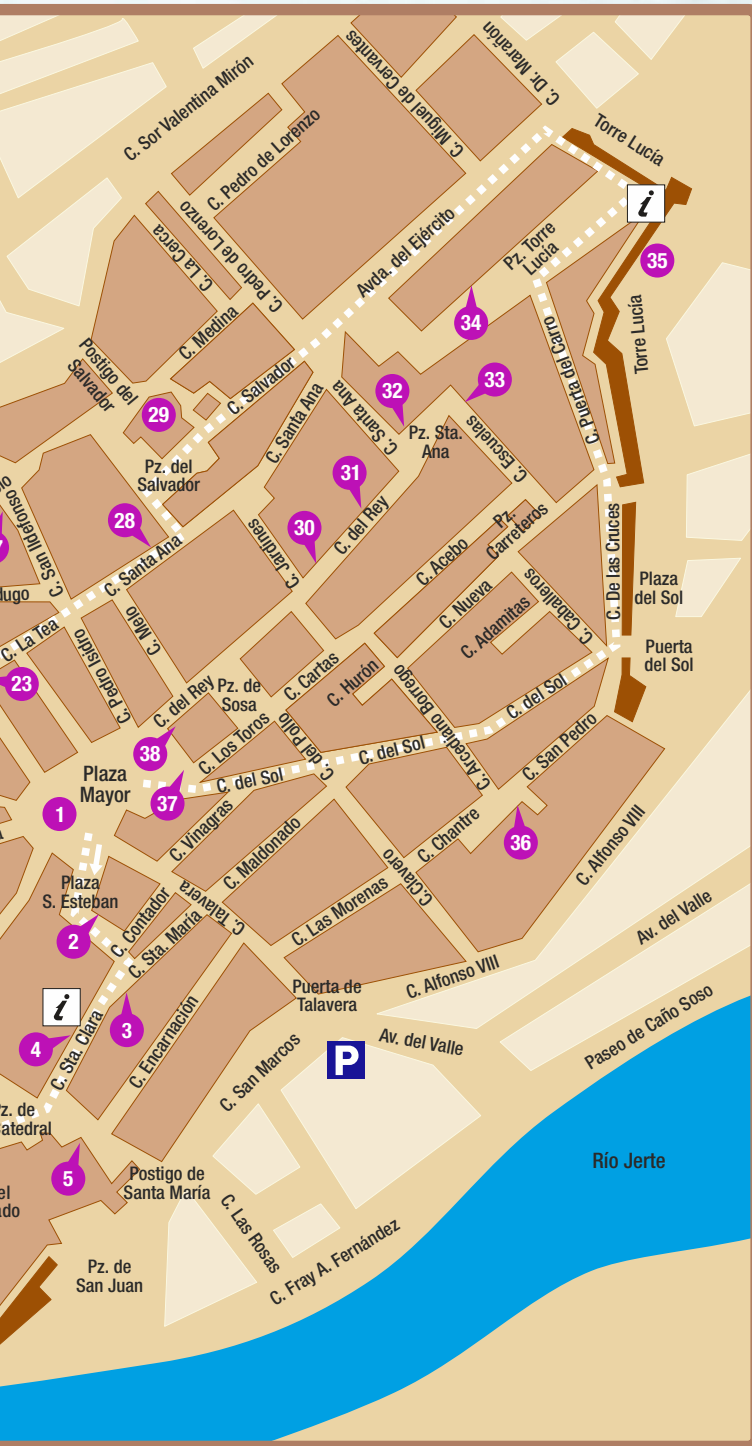 C. Sor Valentina Mirón
C. Miguel de Cervantes
C. Dr. Marañón
Torre Lucía
C. Pedro de Lorenzo
C. Pedro de Lorenzo
C. La Cerca
Avda. del Ejército
Pz. Torre
Lucía
i
35
34
Torre Lucía
C. Medina
Postigo del
Salvador
C. Salvador
C. Puerta del Carro
29
32
33
C. Santa Ana
C. Santa Ana
Pz. Sta.
Ana
C. Escuelas
Pz. del
Salvador
31
28
30
C. del Rey
C. San Ildefonso
C. Santa Ana
C. Jardines
Pz.
Carreteros
C. Acebo
C. De las Cruces
C. Nueva
C. Caballeros
Plaza
del Sol
C. La Tea
C. Melo
C. Adamitas
Puerta
del Sol
23
C. Pedro Isidro
C. Cartas
C. Hurón
C. del Rey
Pz. de
Sosa
C. Arcediano Borrego
C. del Sol
38
C. Los Toros
C. del Pollo
C. del Sol
C. Arcediano
C. San Pedro
Plaza
Mayor
37
C. del Sol
1
C. Vinagras
C. Maldonado
C. Chantre
36
C. Alfonso VIII
Plaza
S. Esteban
C. Clavero
2
C. Contador
C. Talavera
C. Las Morenas
C. Sta. María
Av. del Valle
Puerta de
Talavera
C. Alfonso VIII
i
3
4
C. Sta. Clara
C. Encarnación
C. San Marcos
P
Av. del Valle
Paseo de Caño Soso
Pz. de
Catedral
5
Postigo de
Santa María
Río Jerte
C. Las Rosas
C. Fray A. Fernández
Pz. de
San Juan